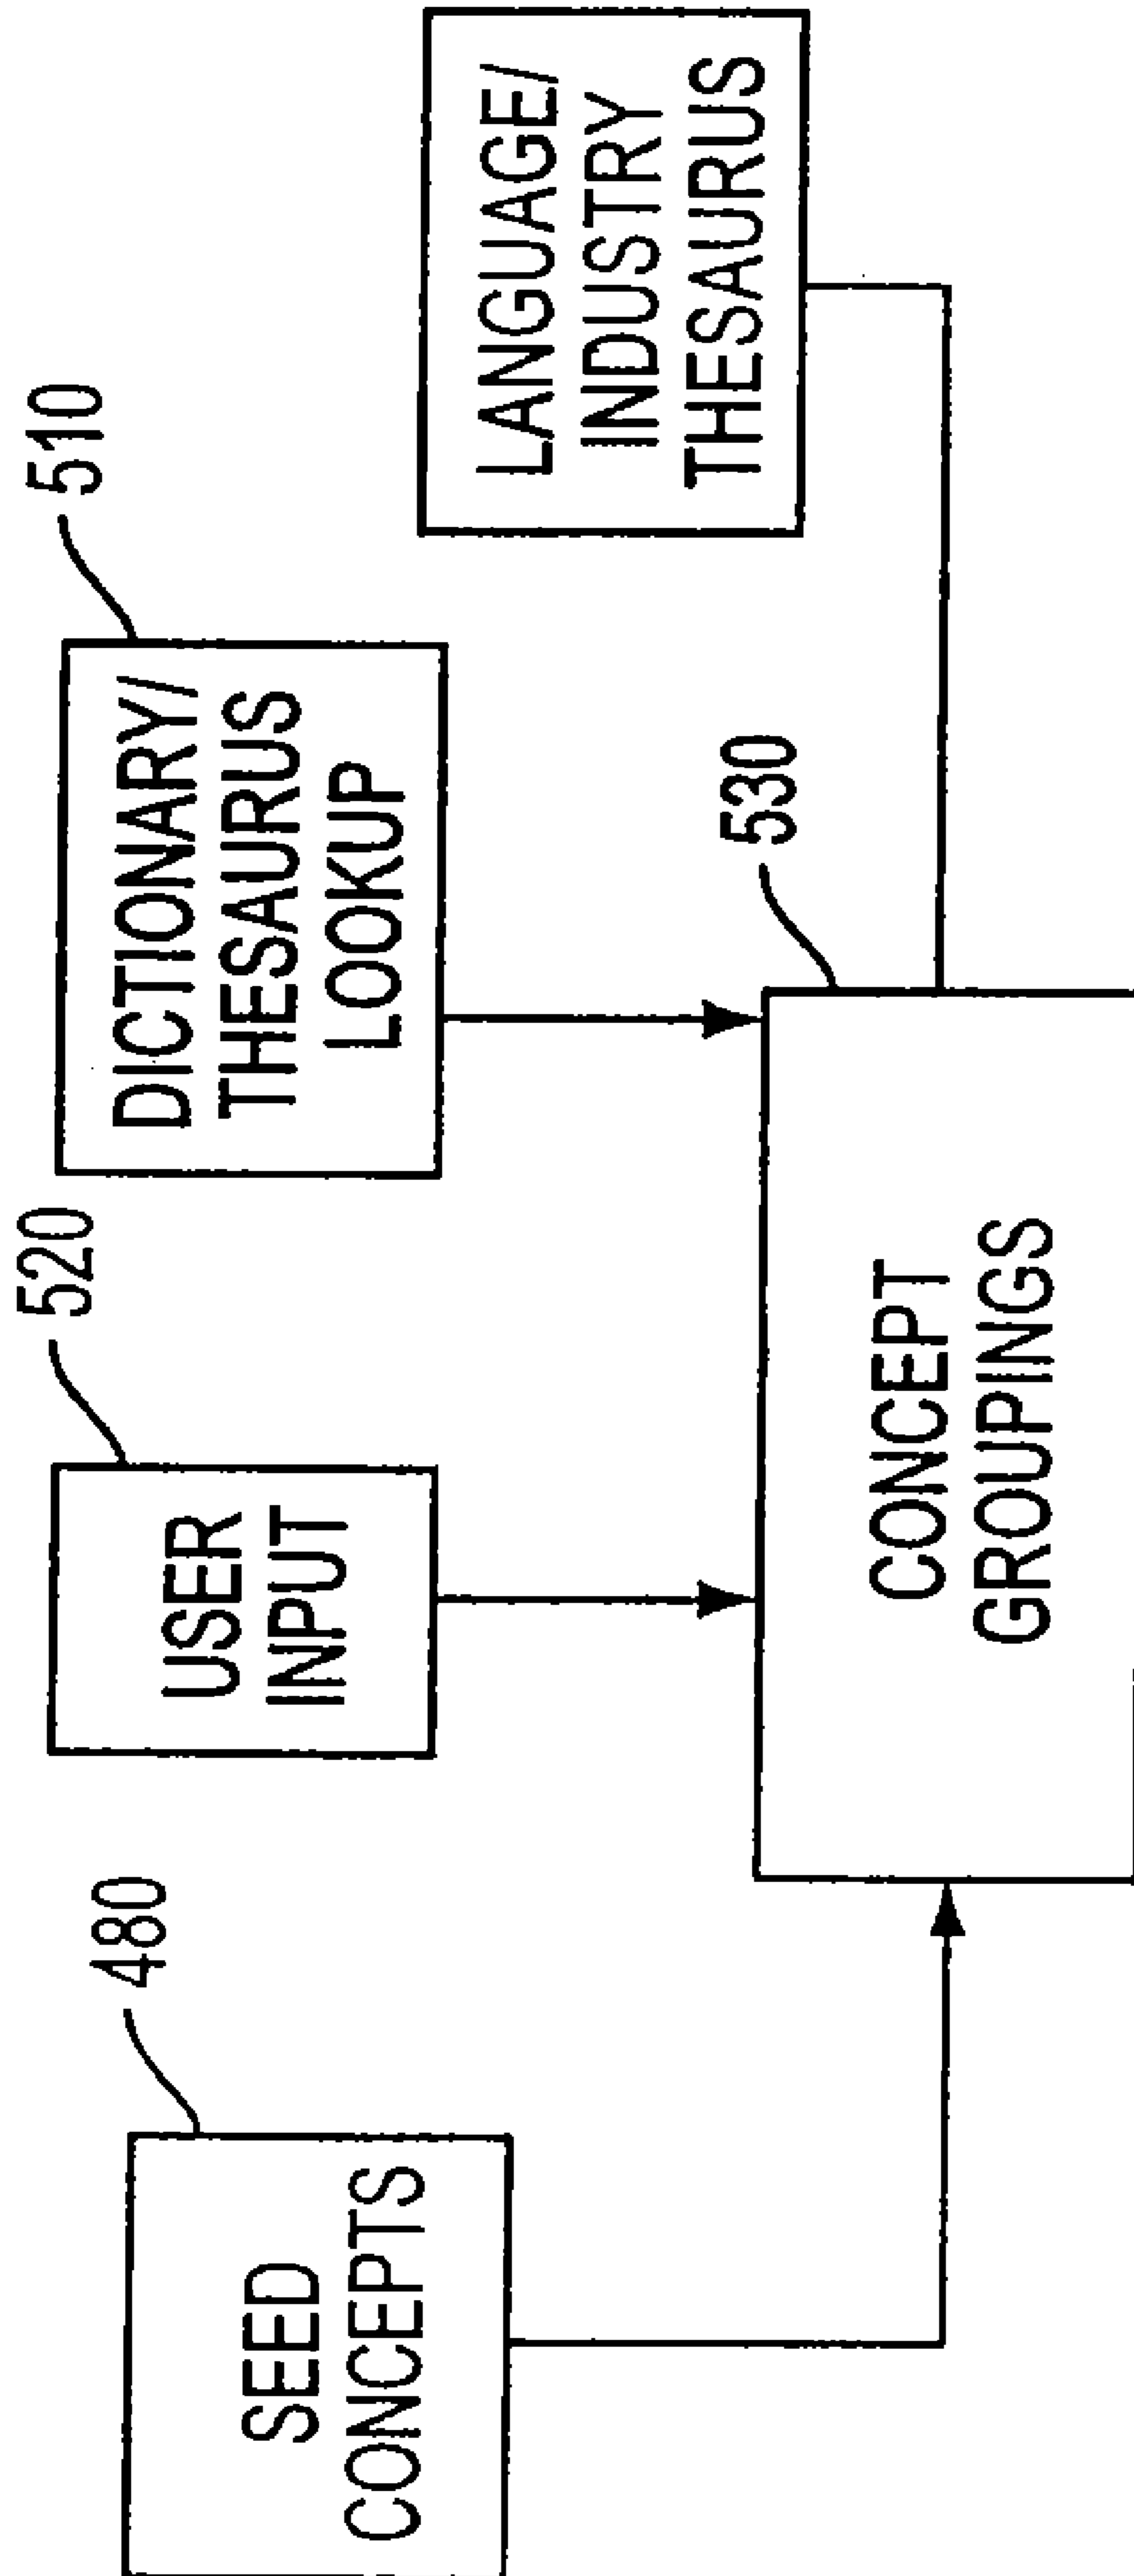 480
SEED
CONCEPTS
520
USER
INPUT
510
DICTIONARY/
THESAURUS
LOOKUP
LANGUAGE/
INDUSTRY
THESAURUS
530
CONCEPT
GROUPINGS